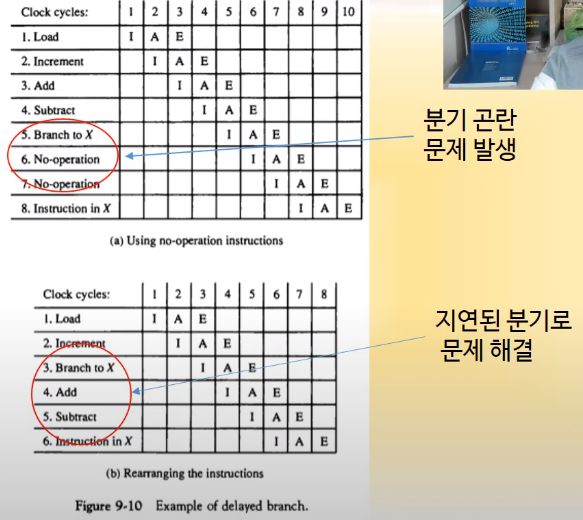 Clock cycles: 1 2 3 4 5 6 7 8 9 10
1. Load I A E
2. Increment I A E
3. Add I A E
4. Subtract I A E
5. Branch to X I A E
6. No-operation I A E
7. No-operation I A E
8. Instruction in X I A E
(a) Using no-operation instructions
분기 곤란
문제 발생
Clock cycles: 1 2 3 4 5 6 7 8
1. Load I A E
2. Increment I A E
3. Branch to X I A E
4. Add I A E
5. Subtract I A E
6. Instruction in X I A E
(b) Rearranging the instructions
Figure 9-10 Example of delayed branch.
지연된 분기로
문제 해결